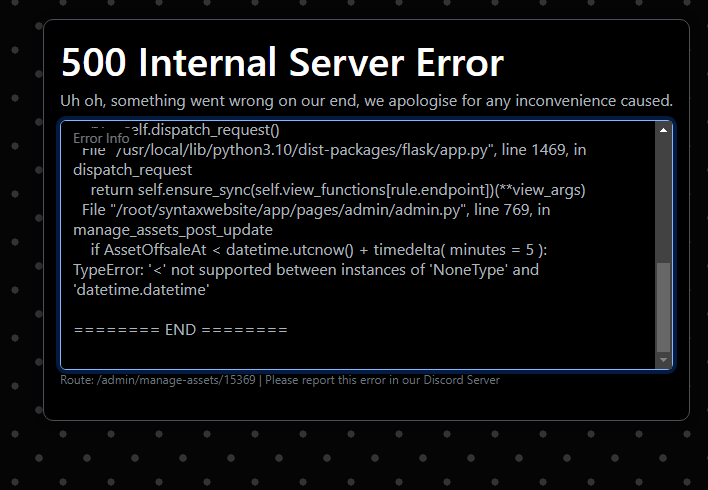 500 Internal Server Error
Uh oh, something went wrong on our end, we apologise for any inconvenience caused.
Error Info
self.dispatch_request()
File "/usr/local/lib/python3.10/dist-packages/flask/app.py", line 1469, in
dispatch_request
return self.ensure_sync(self.view_functions[rule.endpoint])(**view_args)
File "/root/syntaxwebsite/app/pages/admin/admin.py", line 769, in
manage_assets_post_update
if AssetOffsaleAt < datetime.utcnow() + timedelta( minutes = 5 ):
TypeError: '<' not supported between instances of 'NoneType' and
'datetime.datetime'
======== END ========
Route: /admin/manage-assets/15369 | Please report this error in our Discord Server